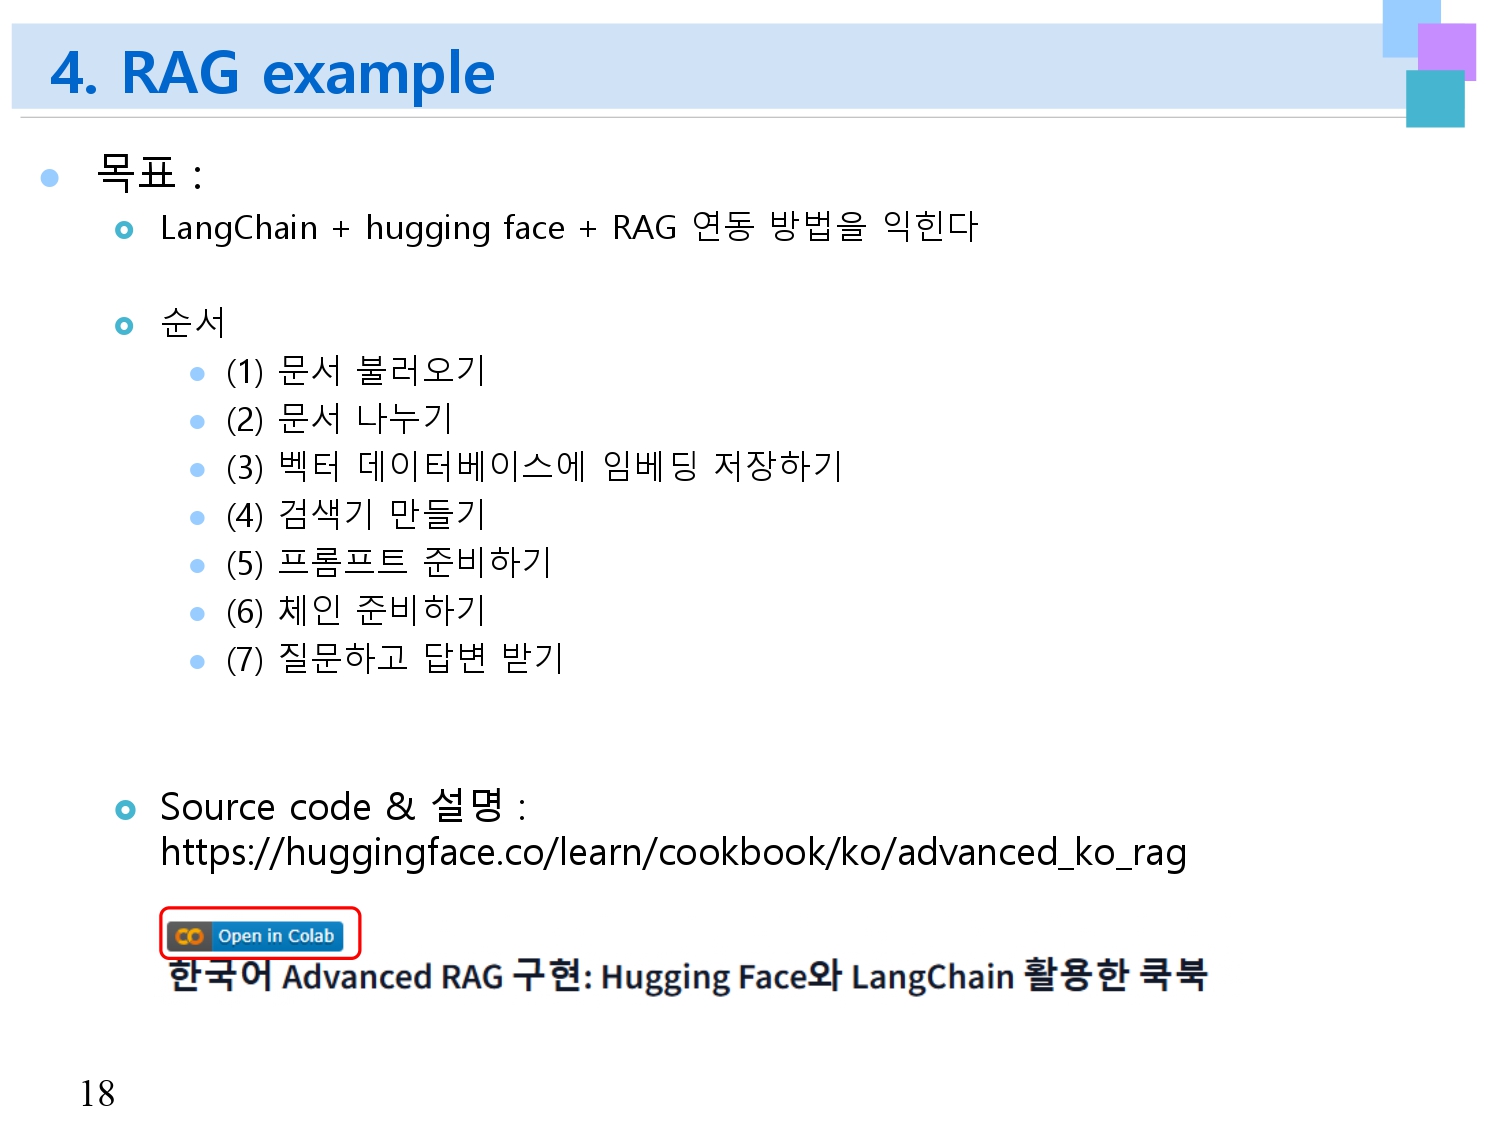 4. RAG example
목표 :
LangChain + hugging face + RAG 연동 방법을 익힌다
순서
(1) 문서 불러오기
(2) 문서 나누기
(3) 벡터 데이터베이스에 임베딩 저장하기
(4) 검색기 만들기
(5) 프롬프트 준비하기
(6) 체인 준비하기
(7) 질문하고 답변 받기
Source code & 설명 :
https://huggingface.co/learn/cookbook/ko/advanced_ko_rag
Open in Colab
한국어 Advanced RAG 구현: Hugging Face와 LangChain 활용한 쿡북
18